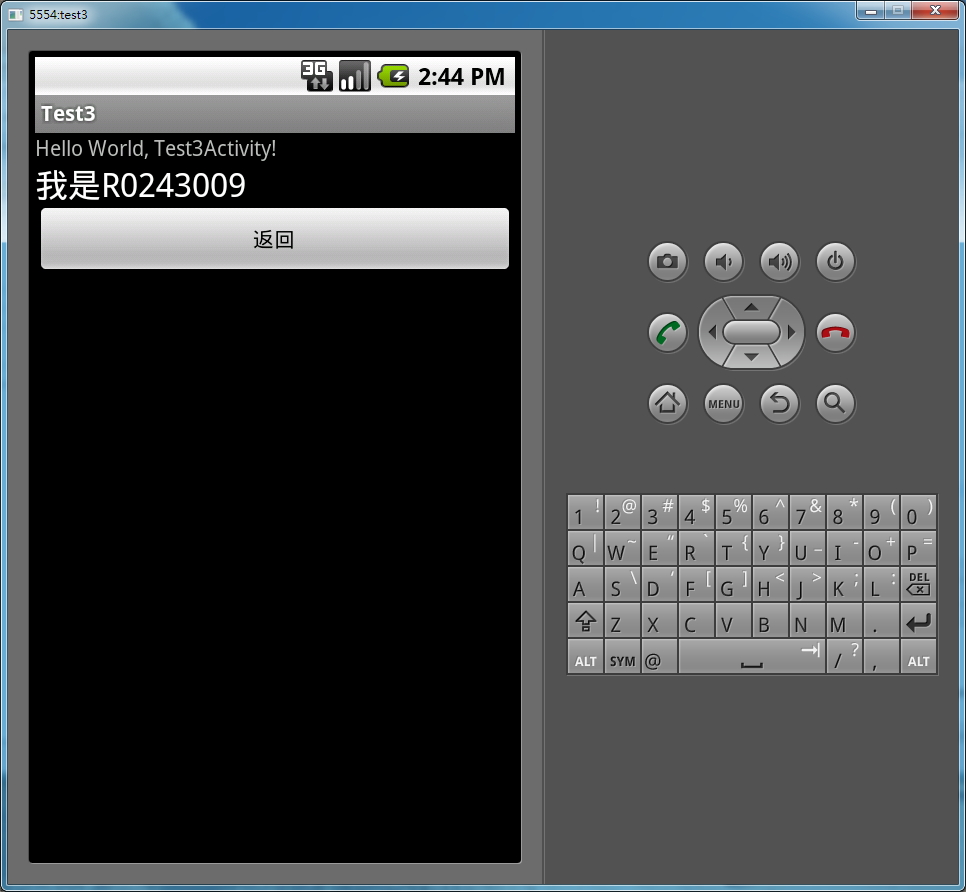 5554:test3
3G 2:44 PM
Test3
Hello World, Test3Activity!
我是R0243009
返回
MENU
1 ! 2 @ 3 # 4 $ 5 % 6 ^ 7 & 8 * 9 ( 0 )
Q | W ~ E “ R ` T { Y } U _ I - O + P =
A S \ D ‘ F [ G ] H < J > K ; L : DEL
Z X C V B N M .
ALT SYM @ / ? , ALT